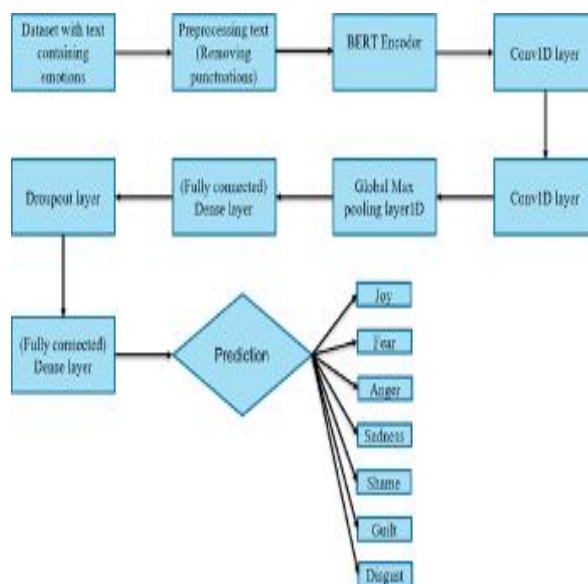 Dataset with text
containing
emotions
Preprocessing text
(Removing
punctuations)
BERT Encoder
Conv1D layer
Droupout layer
(Fully connected)
Dense layer
Global Max
pooling layer1D
Conv1D layer
(Fully connected)
Dense layer
Prediction
Joy
Fear
Anger
Sadness
Shame
Guilt
Disgust